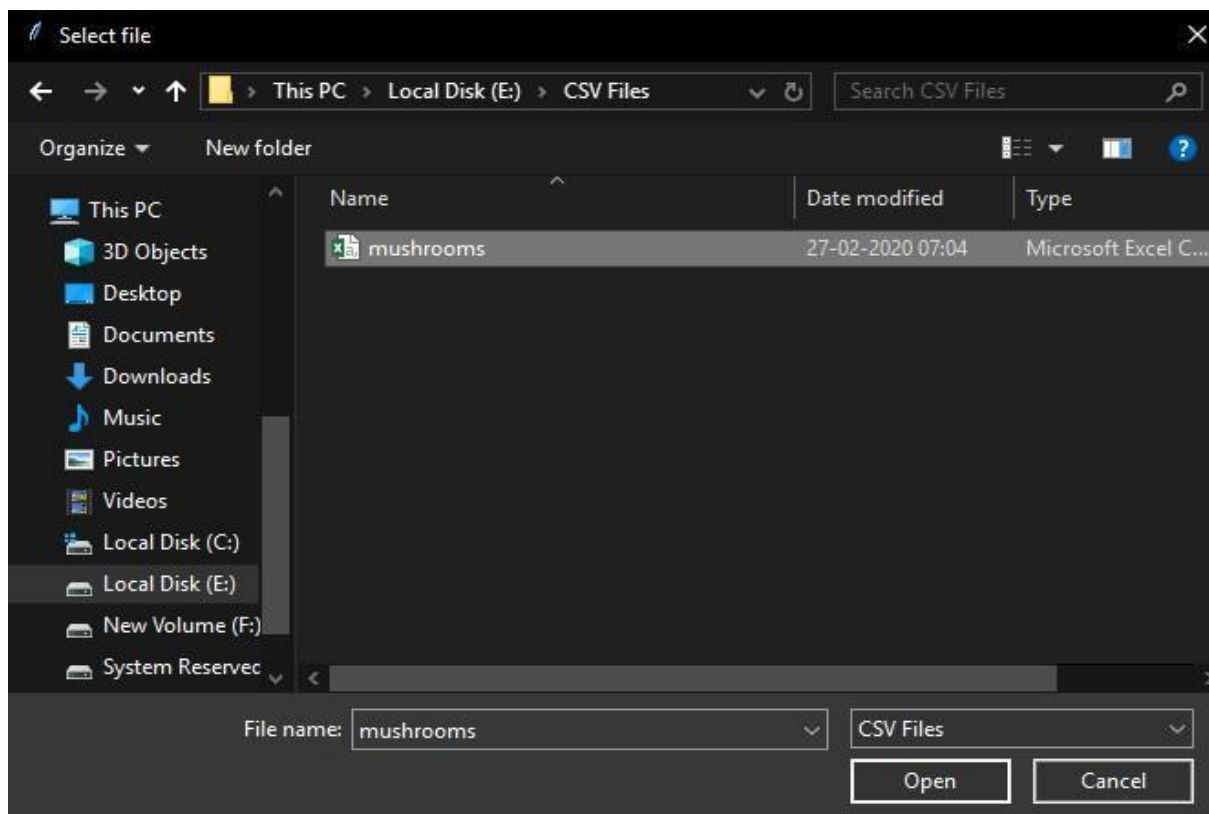 Select file
This PC > Local Disk (E:) > CSV Files
Search CSV Files
Organize
New folder
Name
Date modified
Type
mushrooms
27-02-2020 07:04
Microsoft Excel C...
This PC
3D Objects
Desktop
Documents
Downloads
Music
Pictures
Videos
Local Disk (C:)
Local Disk (E:)
New Volume (F:)
System Reserved
File name:
mushrooms
CSV Files
Open
Cancel